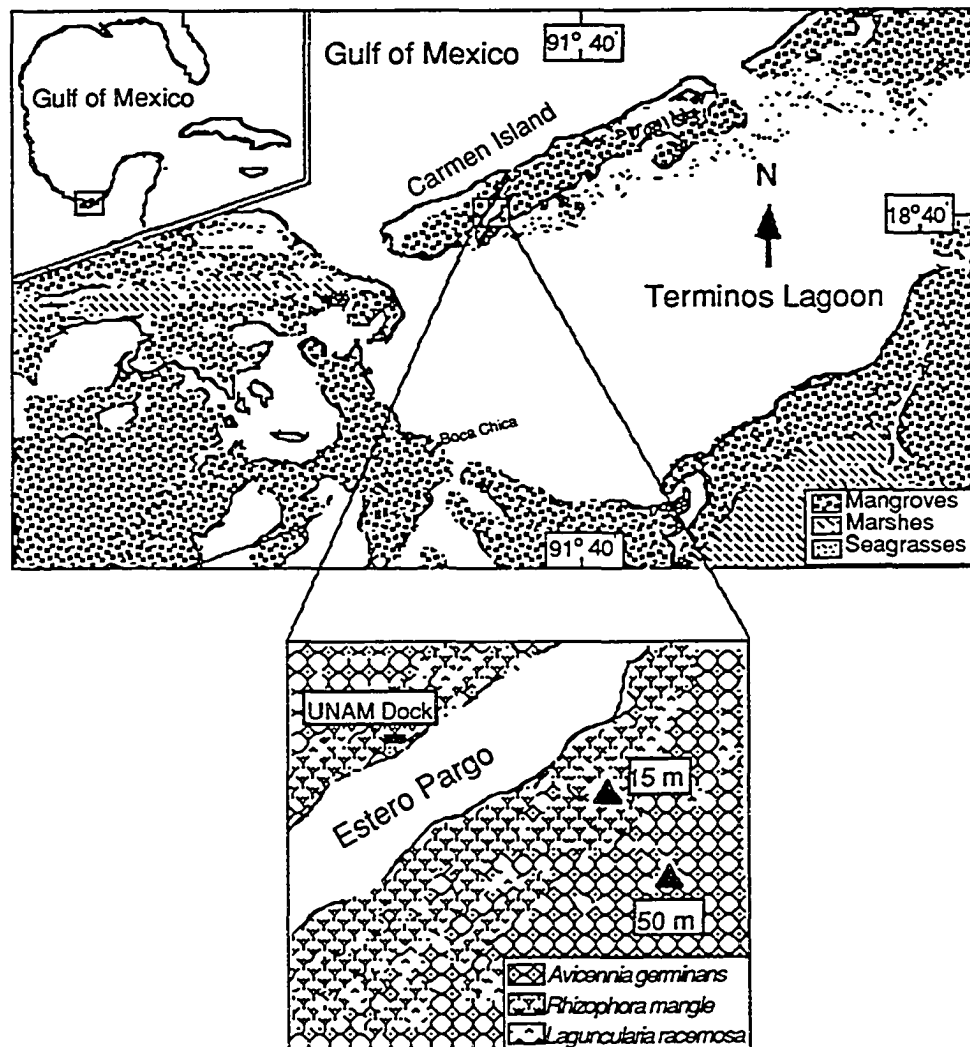 Gulf of Mexico
Gulf of Mexico
91° 40'
Carmen Island
N
18° 40'
Terminos Lagoon
Boca Chica
91° 40'
Mangroves
Marshes
Seagrasses
UNAM Dock
Estero Pargo
15 m
50 m
Avicennia germinans
Rhizophora mangle
Laguncularia racemosa